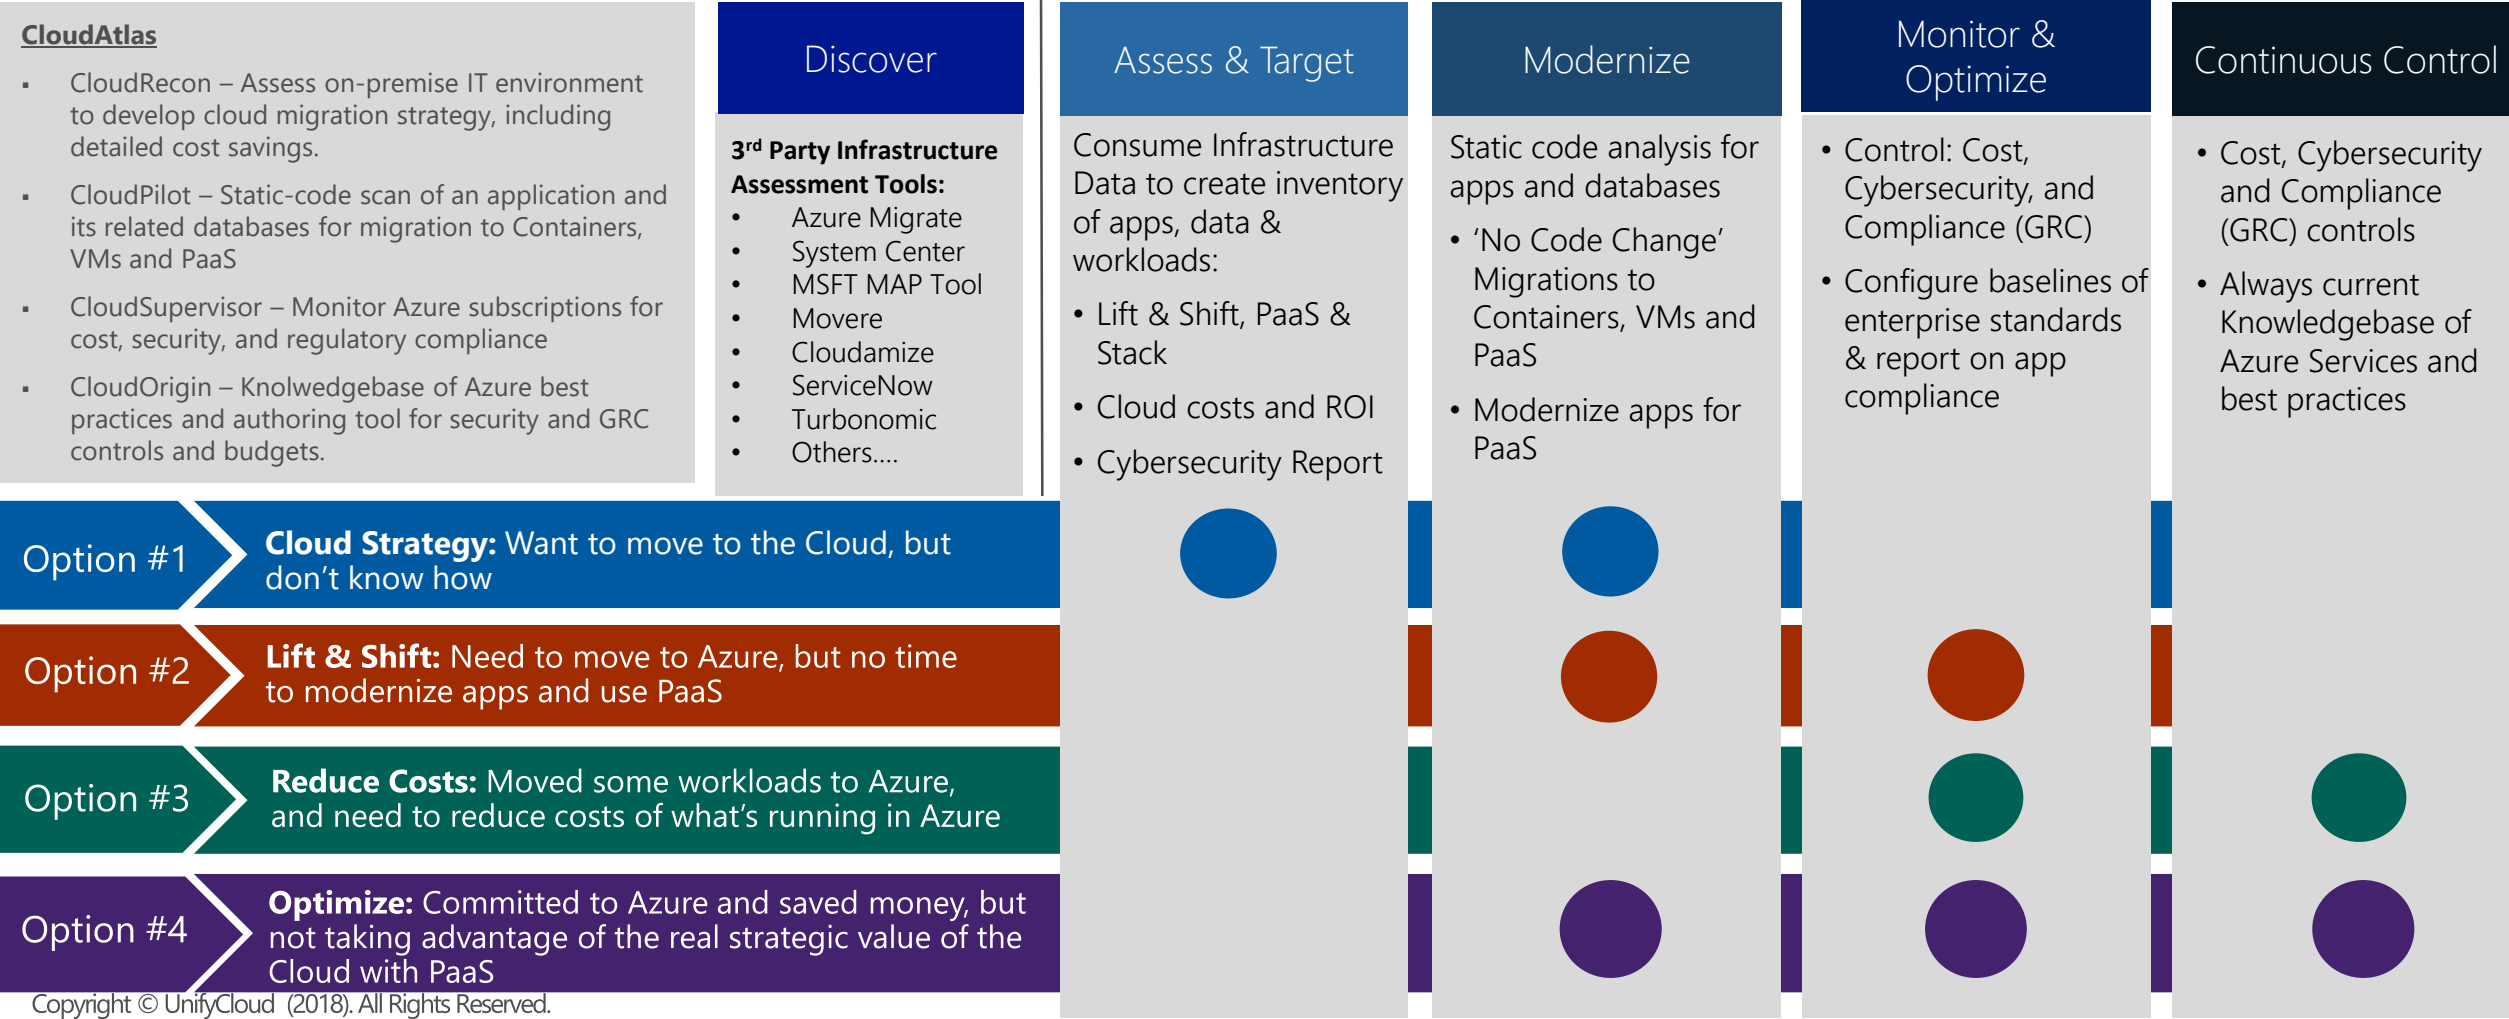 CloudAtlas
▪ CloudRecon – Assess on-premise IT environment
to develop cloud migration strategy, including
detailed cost savings.
▪ CloudPilot – Static-code scan of an application and
its related databases for migration to Containers,
VMs and PaaS
▪ CloudSupervisor – Monitor Azure subscriptions for
cost, security, and regulatory compliance
▪ CloudOrigin – Knolwedgebase of Azure best
practices and authoring tool for security and GRC
controls and budgets.
Discover
3rd Party Infrastructure
Assessment Tools:
• Azure Migrate
• System Center
• MSFT MAP Tool
• Movere
• Cloudamize
• ServiceNow
• Turbonomic
• Others....
Assess & Target
Consume Infrastructure
Data to create inventory
of apps, data &
workloads:
• Lift & Shift, PaaS &
Stack
• Cloud costs and ROI
• Cybersecurity Report
Modernize
Static code analysis for
apps and databases
• ‘No Code Change’
Migrations to
Containers, VMs and
PaaS
• Modernize apps for
PaaS
Monitor &
Optimize
• Control: Cost,
Cybersecurity, and
Compliance (GRC)
• Configure baselines of
enterprise standards
& report on app
compliance
Continuous Control
• Cost, Cybersecurity
and Compliance
(GRC) controls
• Always current
Knowledgebase of
Azure Services and
best practices
Option #1
Cloud Strategy: Want to move to the Cloud, but
don’t know how
Option #2
Lift & Shift: Need to move to Azure, but no time
to modernize apps and use PaaS
Option #3
Reduce Costs: Moved some workloads to Azure,
and need to reduce costs of what’s running in Azure
Option #4
Optimize: Committed to Azure and saved money, but
not taking advantage of the real strategic value of the
Cloud with PaaS
Copyright © UnifyCloud (2018). All Rights Reserved.